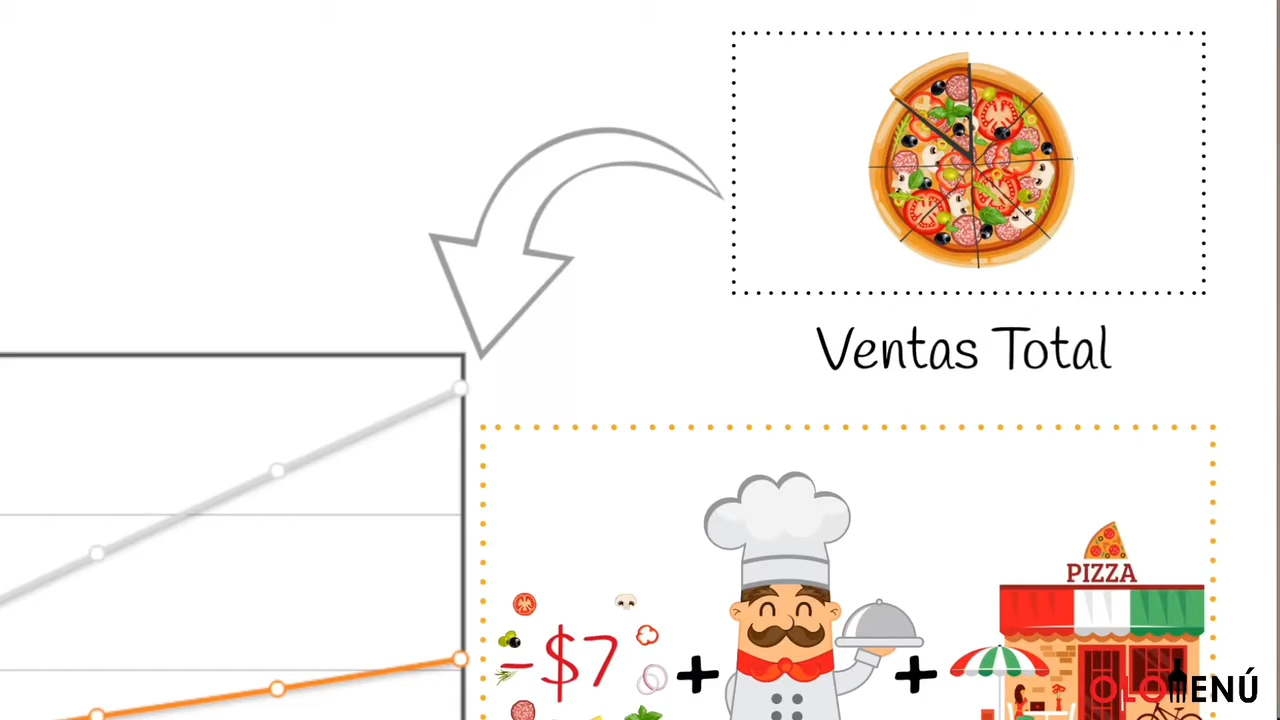 Ventas Total
PIZZA
-$7 + +
OLOMENÚ